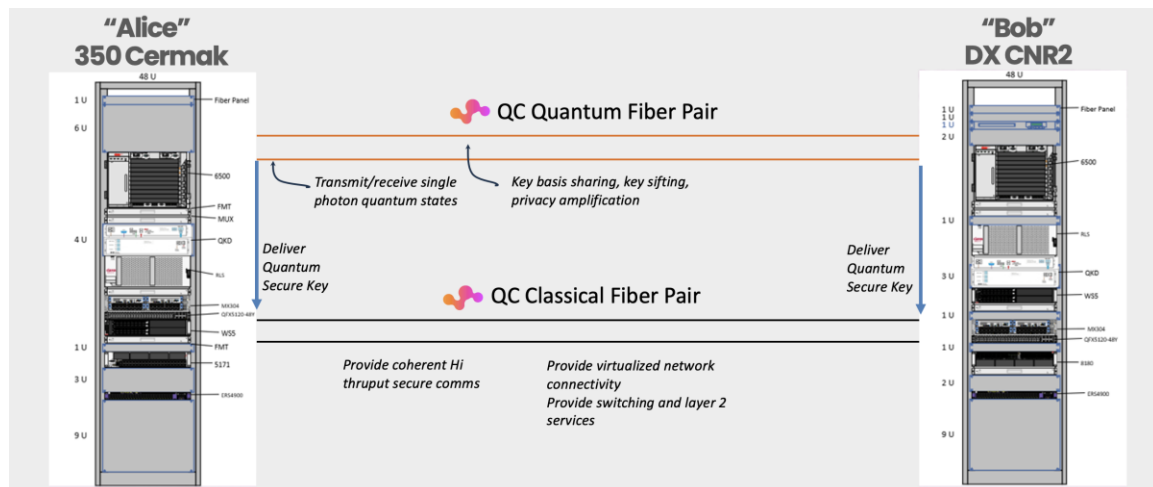 “Alice”
350 Cermak
48 U
1 U
Fiber Panel
6 U
6500
FMT
MUX
4 U
QKD
RLS
MX304
QFX5120-48Y
WSS
FMT
1 U
5171
3 U
ERS4900
9 U
QC Quantum Fiber Pair
Transmit/receive single
photon quantum states
Key basis sharing, key sifting,
privacy amplification
Deliver
Quantum
Secure Key
Deliver
Quantum
Secure Key
QC Classical Fiber Pair
Provide coherent Hi
thruput secure comms
Provide virtualized network
connectivity
Provide switching and layer 2
services
“Bob”
DX CNR2
48 U
1 U
Fiber Panel
1 U
1 U
2 U
6500
1 U
RLS
3 U
QKD
WSS
1 U
MX304
QFX5120-48Y
1 U
8180
2 U
ERS4900
9 U